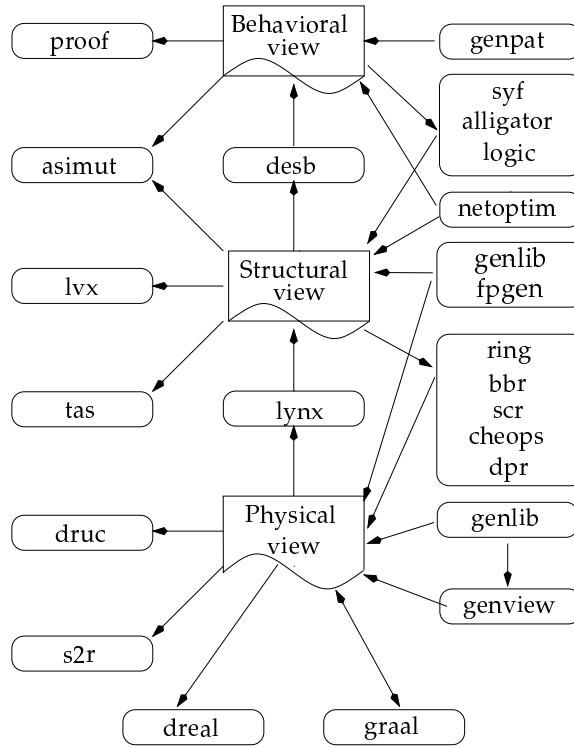 proof
Behavioral
view
genpat
syf
alligator
logic
asimut
desb
netoptim
lvx
Structural
view
genlib
fpgen
ring
bbr
scr
cheops
dpr
tas
lynx
druc
Physical
view
genlib
genview
s2r
dreal
graal